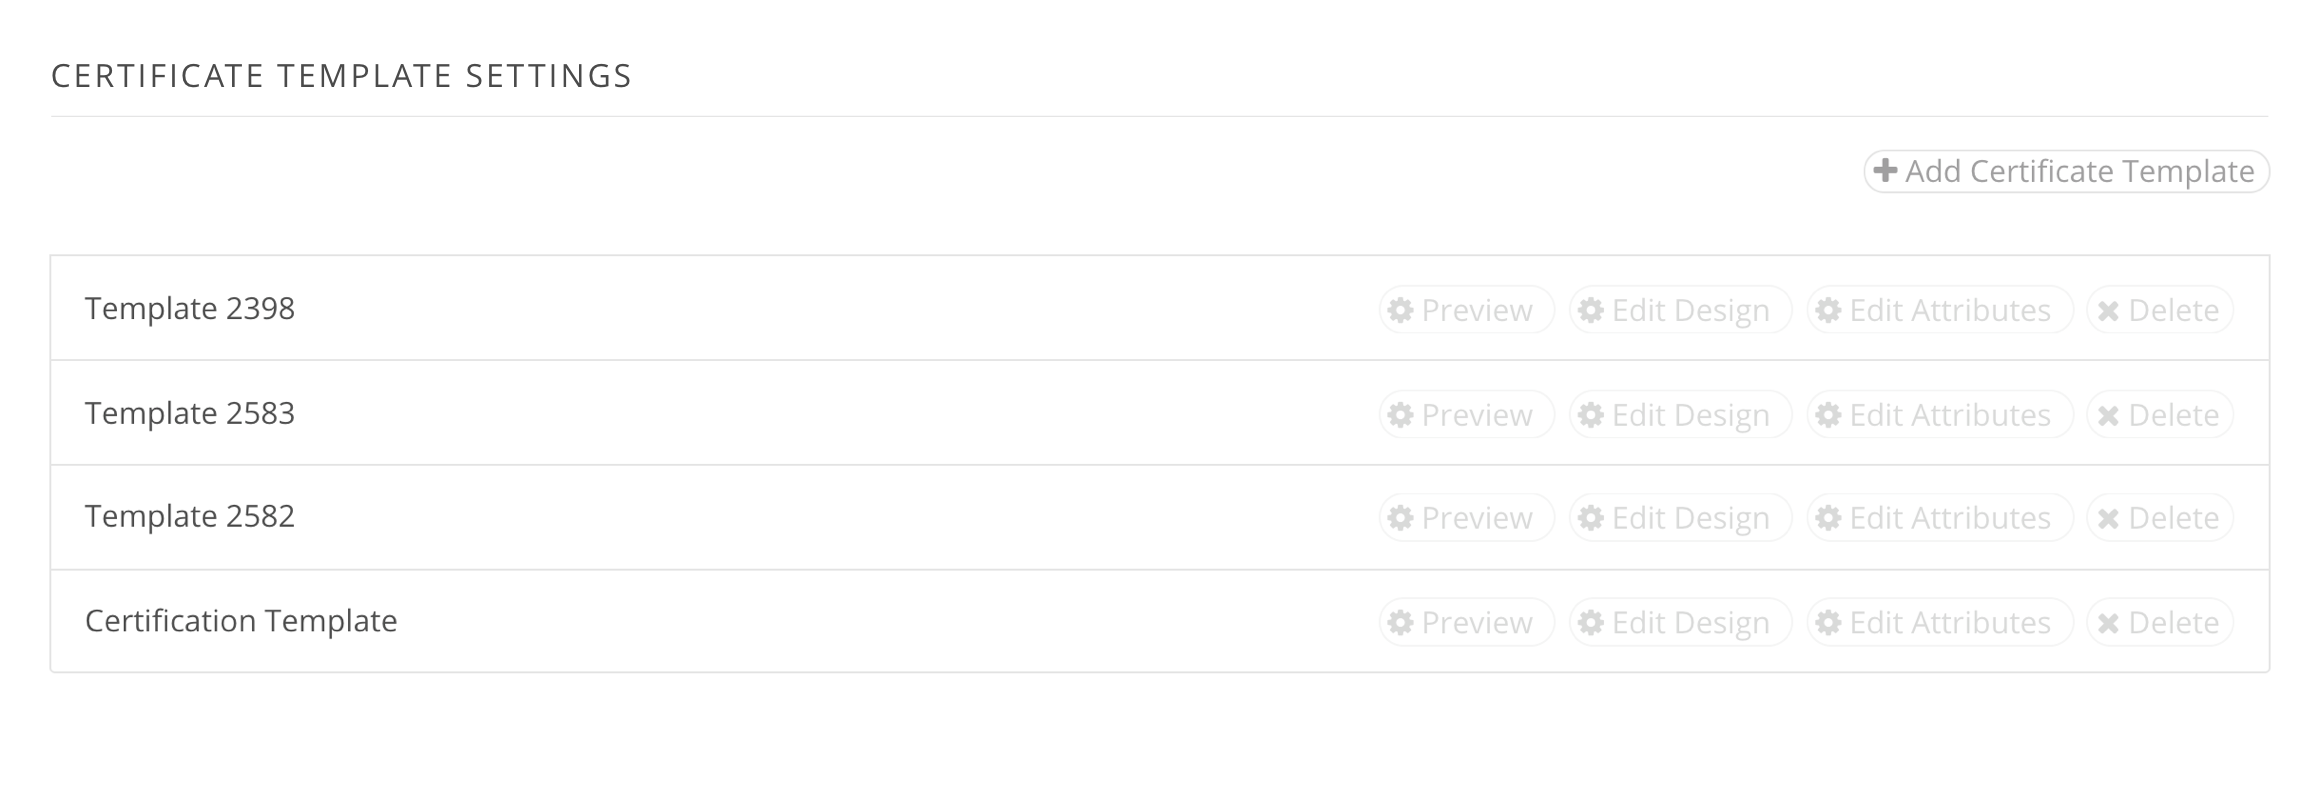 CERTIFICATE TEMPLATE SETTINGS
Add Certificate Template
Template 2398 Preview Edit Design Edit Attributes Delete
Template 2583 Preview Edit Design Edit Attributes Delete
Template 2582 Preview Edit Design Edit Attributes Delete
Certification Template Preview Edit Design Edit Attributes Delete